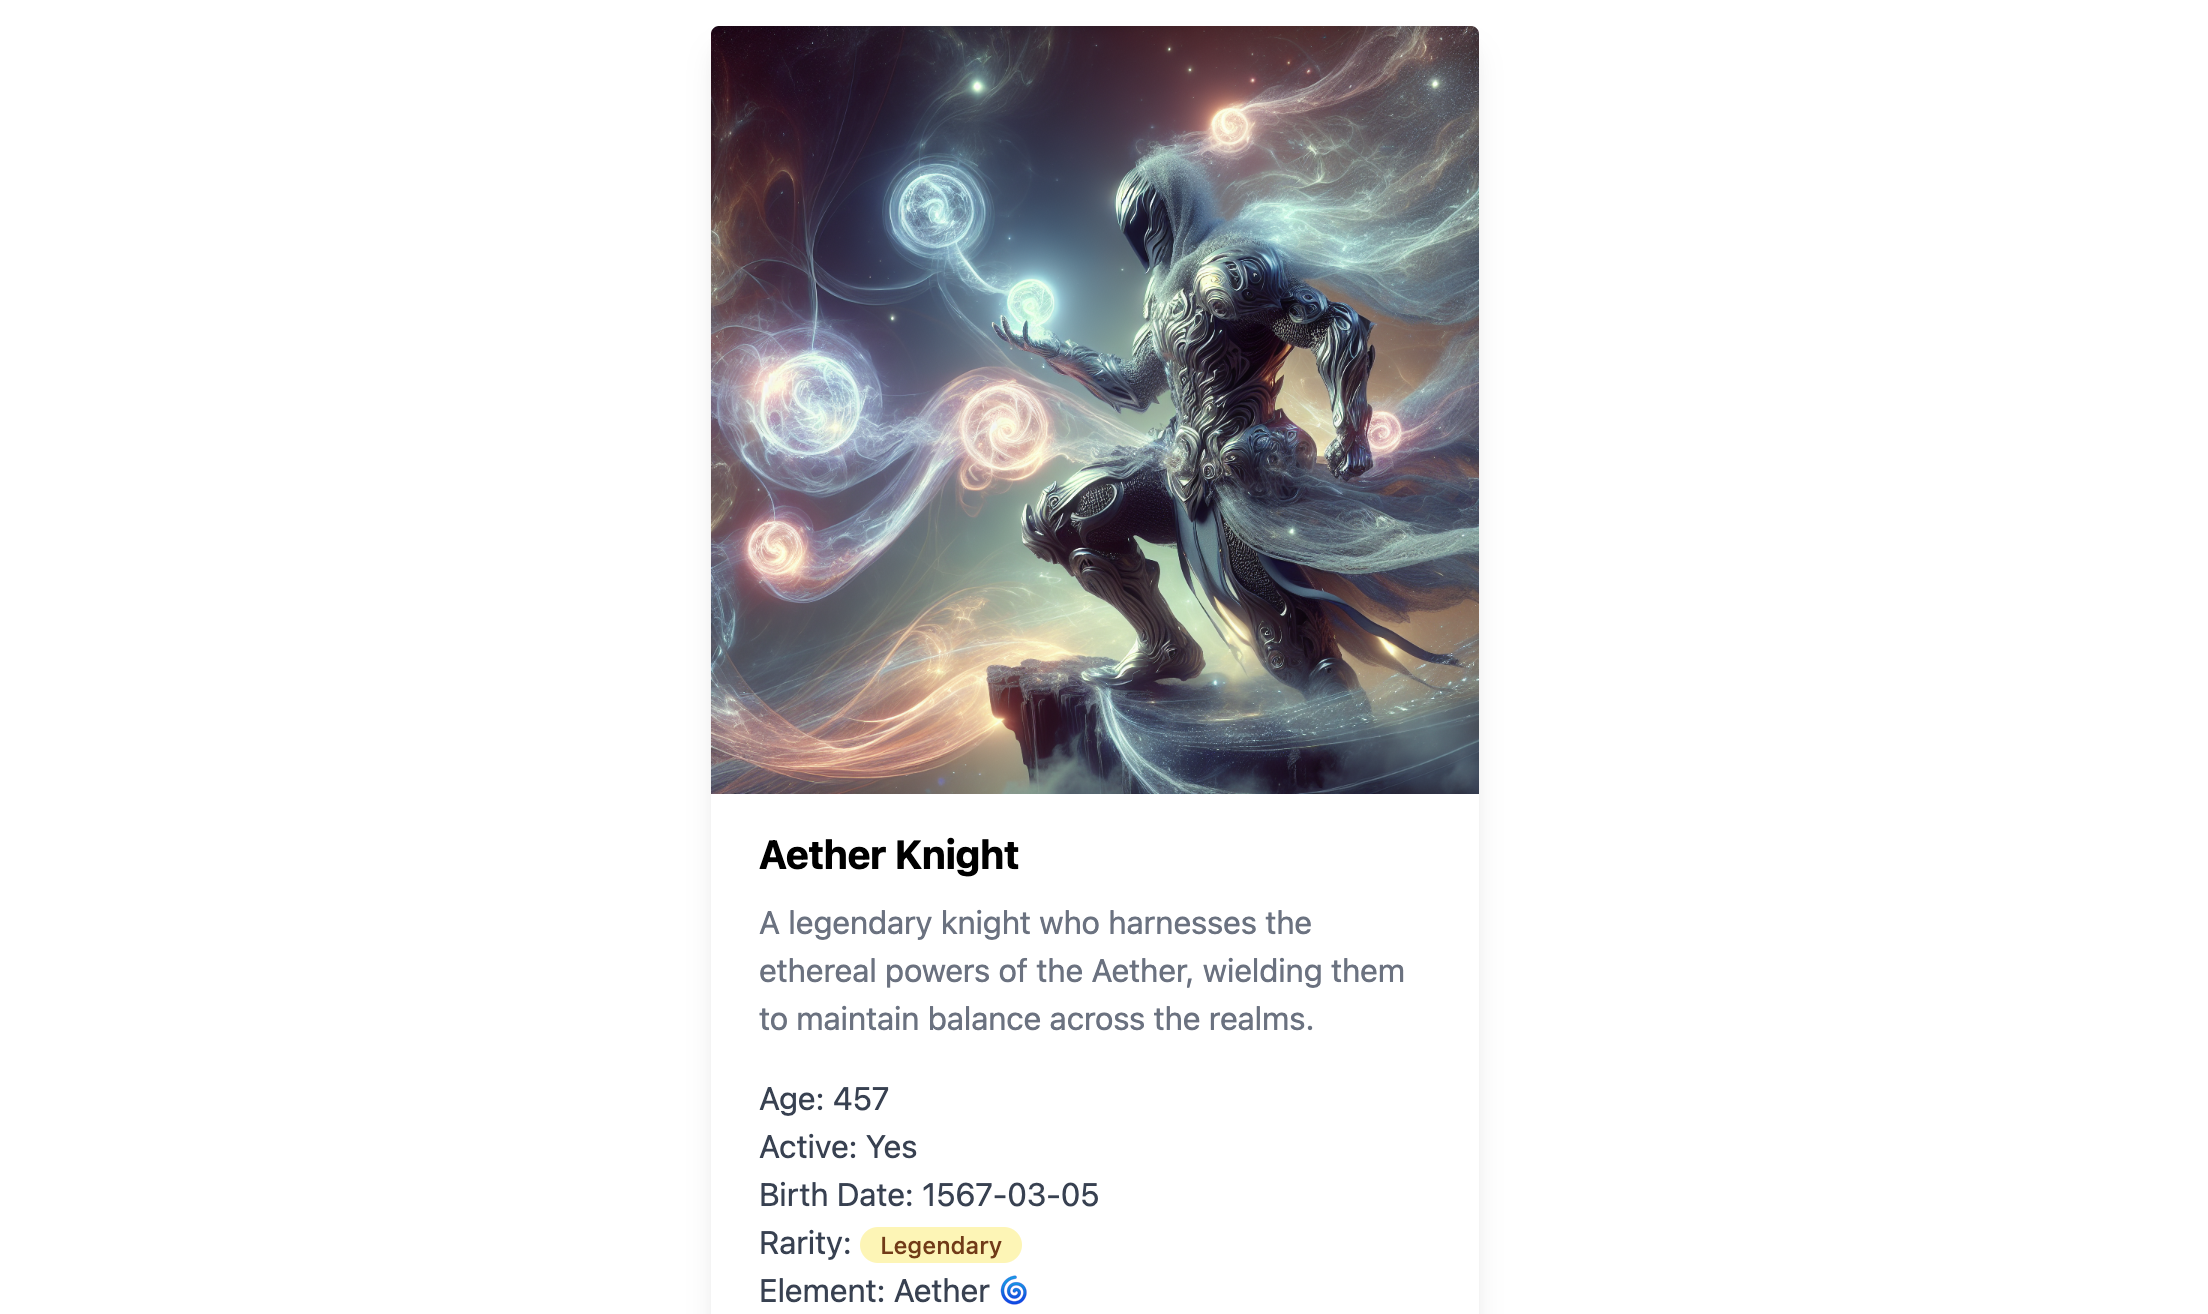 Aether Knight
A legendary knight who harnesses the
ethereal powers of the Aether, wielding them
to maintain balance across the realms.
Age: 457
Active: Yes
Birth Date: 1567-03-05
Rarity: Legendary
Element: Aether 🌀